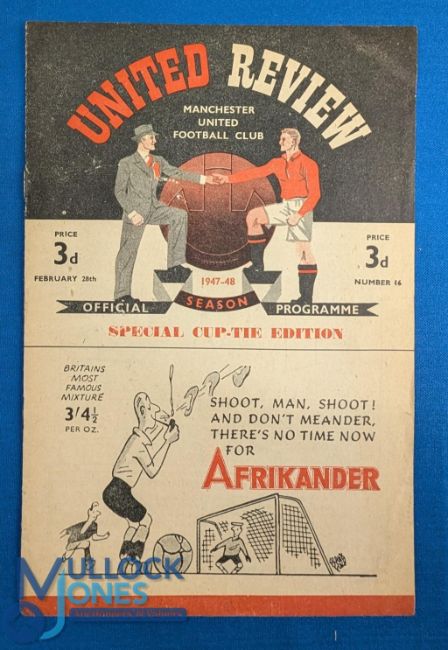 UNITED REVIEW
MANCHESTER
UNITED
FOOTBALL CLUB
PRICE
3d
FEBRUARY 28th
PRICE
3d
NUMBER 16
1947-48
OFFICIAL SEASON PROGRAMME
SPECIAL CUP-TIE EDITION
BRITAINS
MOST
FAMOUS
MIXTURE
3/4½
PER OZ.
SHOOT, MAN, SHOOT!
AND DON'T MEANDER,
THERE'S NO TIME NOW
FOR
AFRIKANDER
MULLOCK
JONES